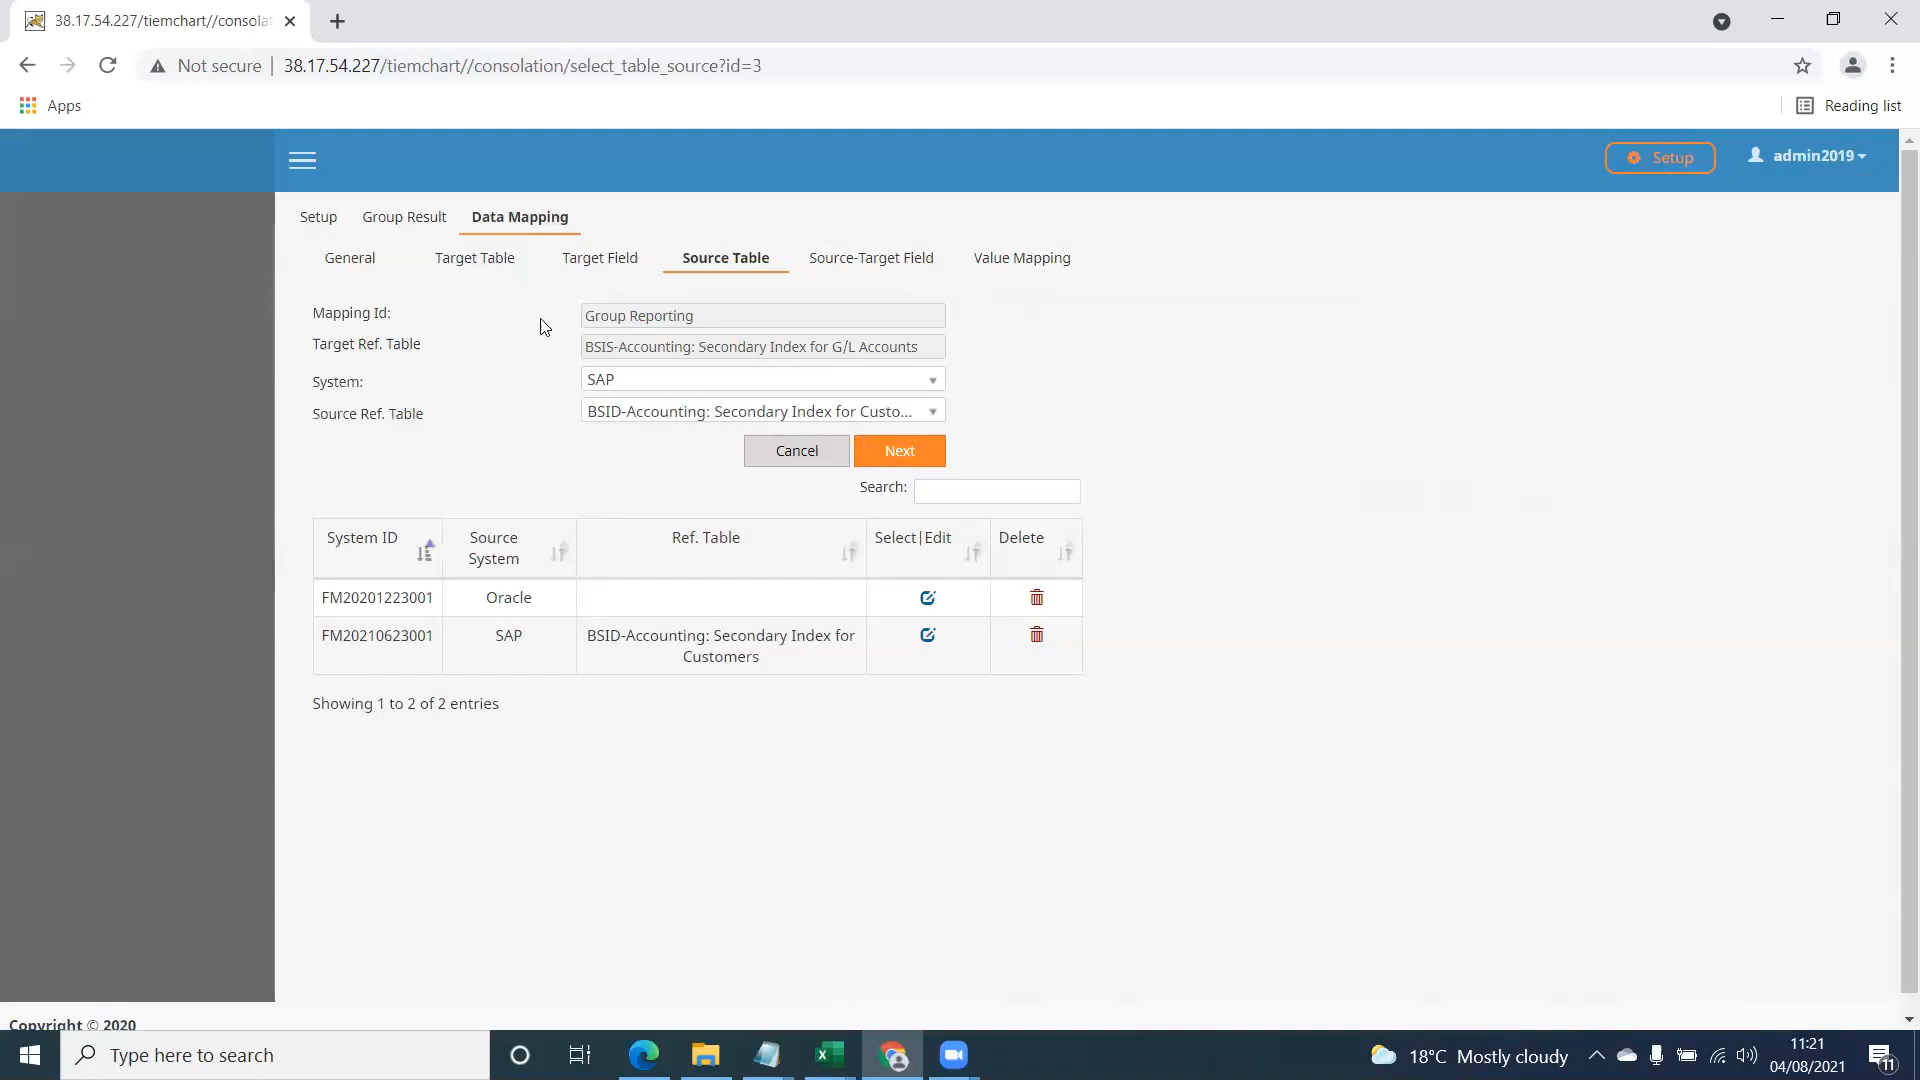 38.17.54.227/tiemchart//consola
Not secure | 38.17.54.227/tiemchart//consolation/select_table_source?id=3
Apps
Reading list
Setup
admin2019
Setup Group Result Data Mapping
General Target Table Target Field Source Table Source-Target Field Value Mapping
Mapping Id: Group Reporting
Target Ref. Table BSIS-Accounting: Secondary Index for G/L Accounts
System: SAP
Source Ref. Table BSID-Accounting: Secondary Index for Custo...
Cancel Next
Search:
System ID Source System Ref. Table Select|Edit Delete
FM20201223001 Oracle
FM20210623001 SAP BSID-Accounting: Secondary Index for
Customers
Showing 1 to 2 of 2 entries
Copyright © 2020
Type here to search
18°C Mostly cloudy
11:21
04/08/2021
11